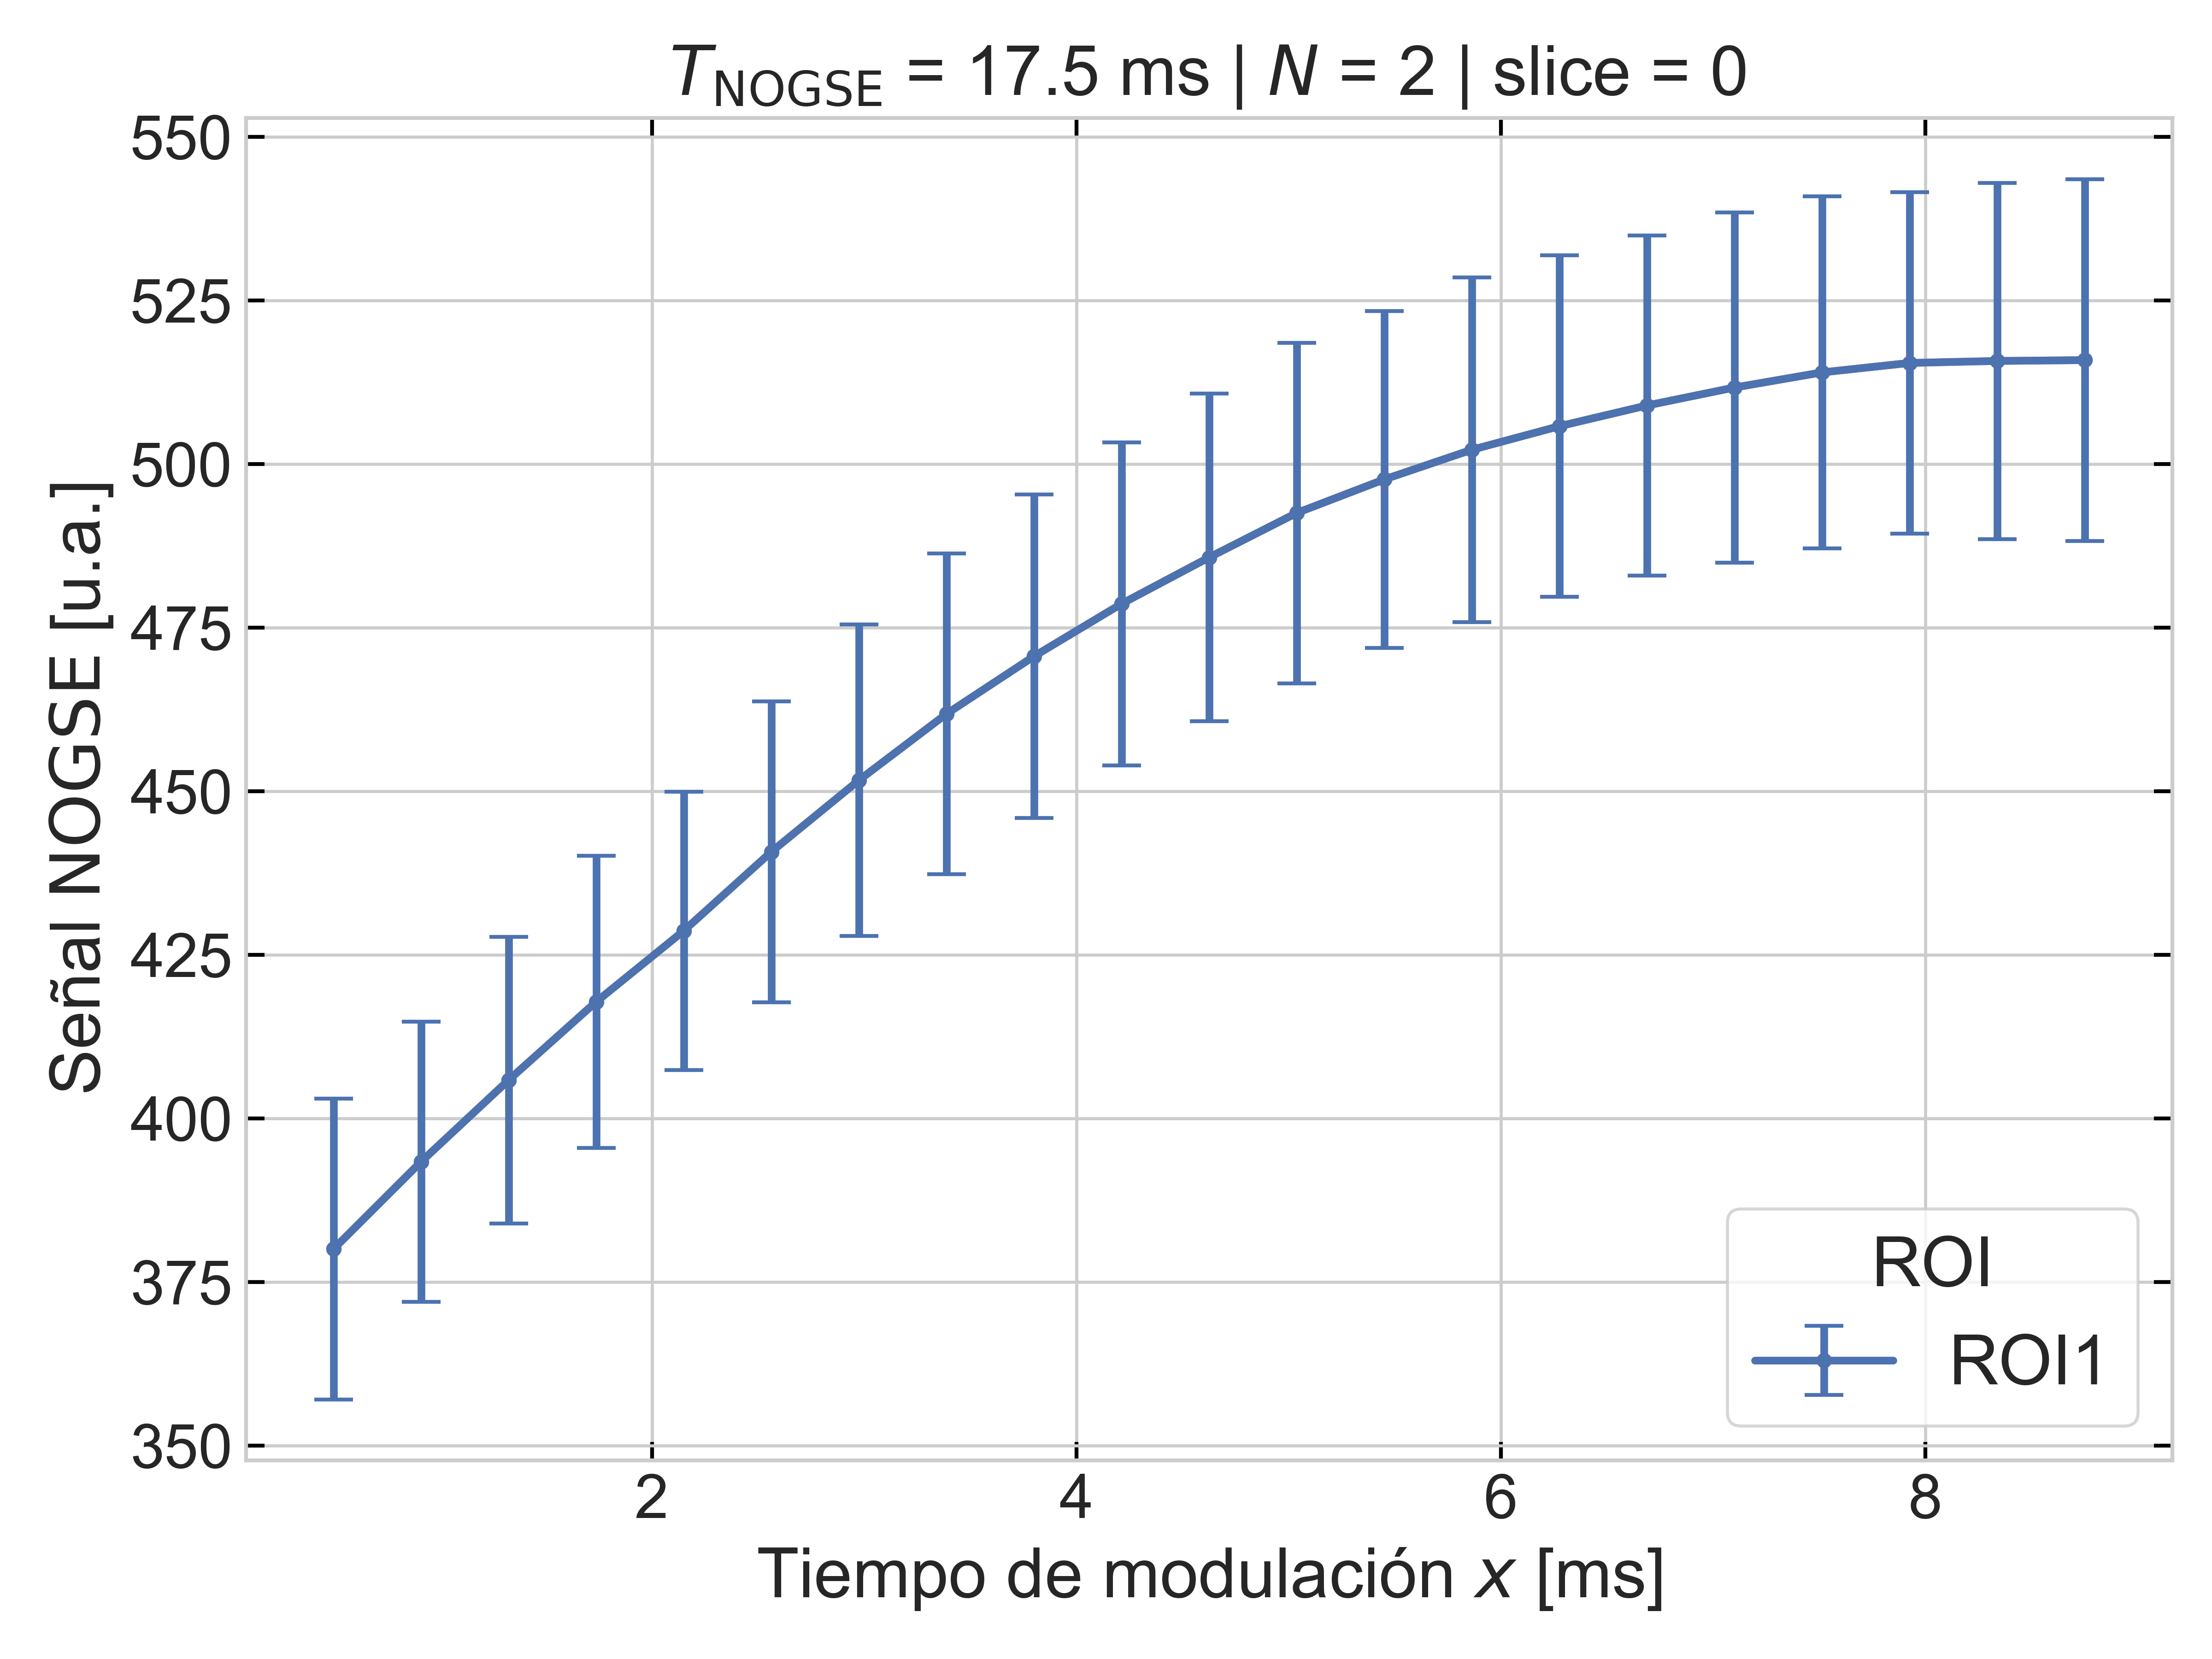 T_NOGSE = 17.5 ms | N = 2 | slice = 0
550
525
500
475
450
425
400
375
350
Señal NOGSE [u.a.]
ROI
ROI1
2 4 6 8
Tiempo de modulación x [ms]